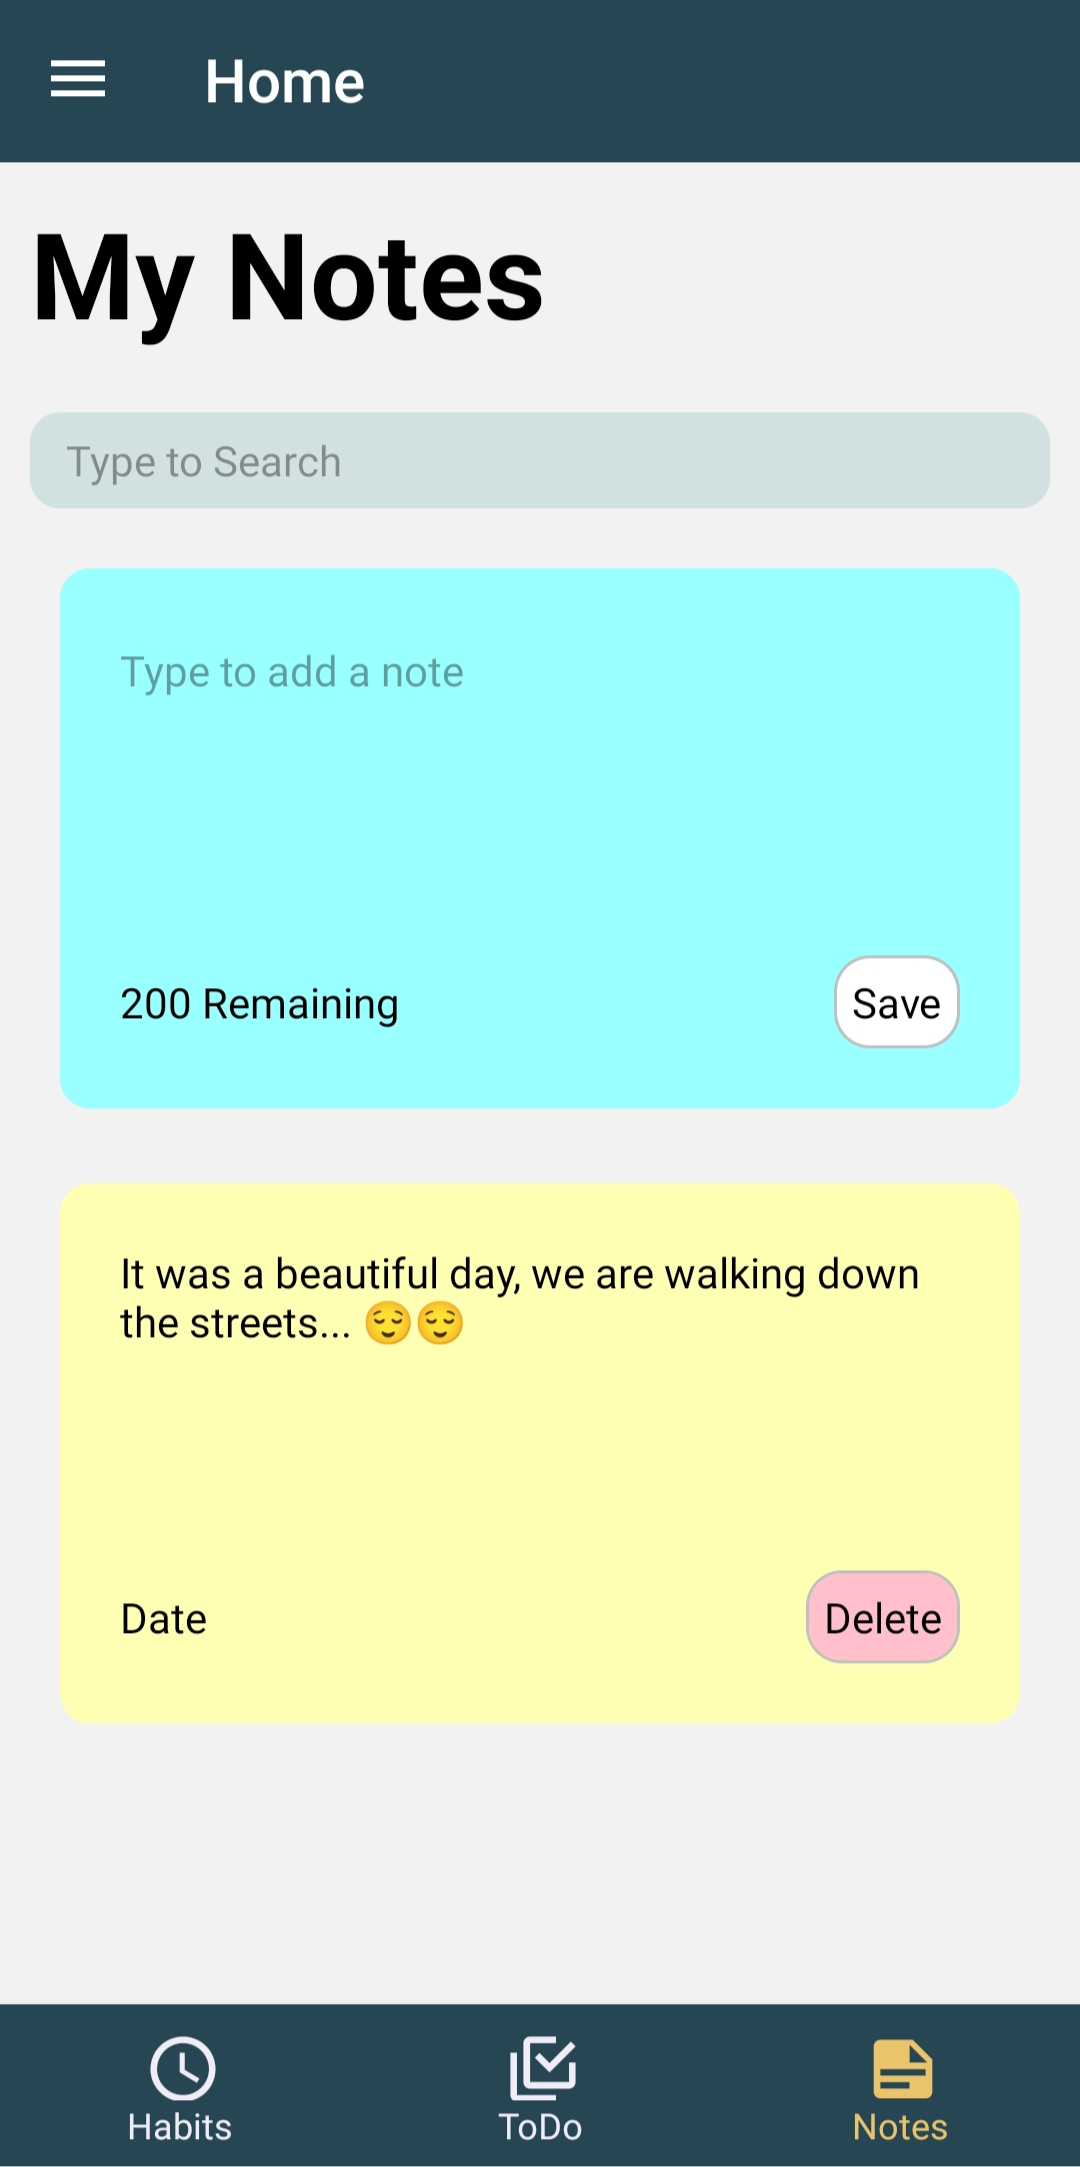 Home
My Notes
Type to Search
Type to add a note
200 Remaining
Save
It was a beautiful day, we are walking down
the streets... 😌😌
Date
Delete
Habits
ToDo
Notes